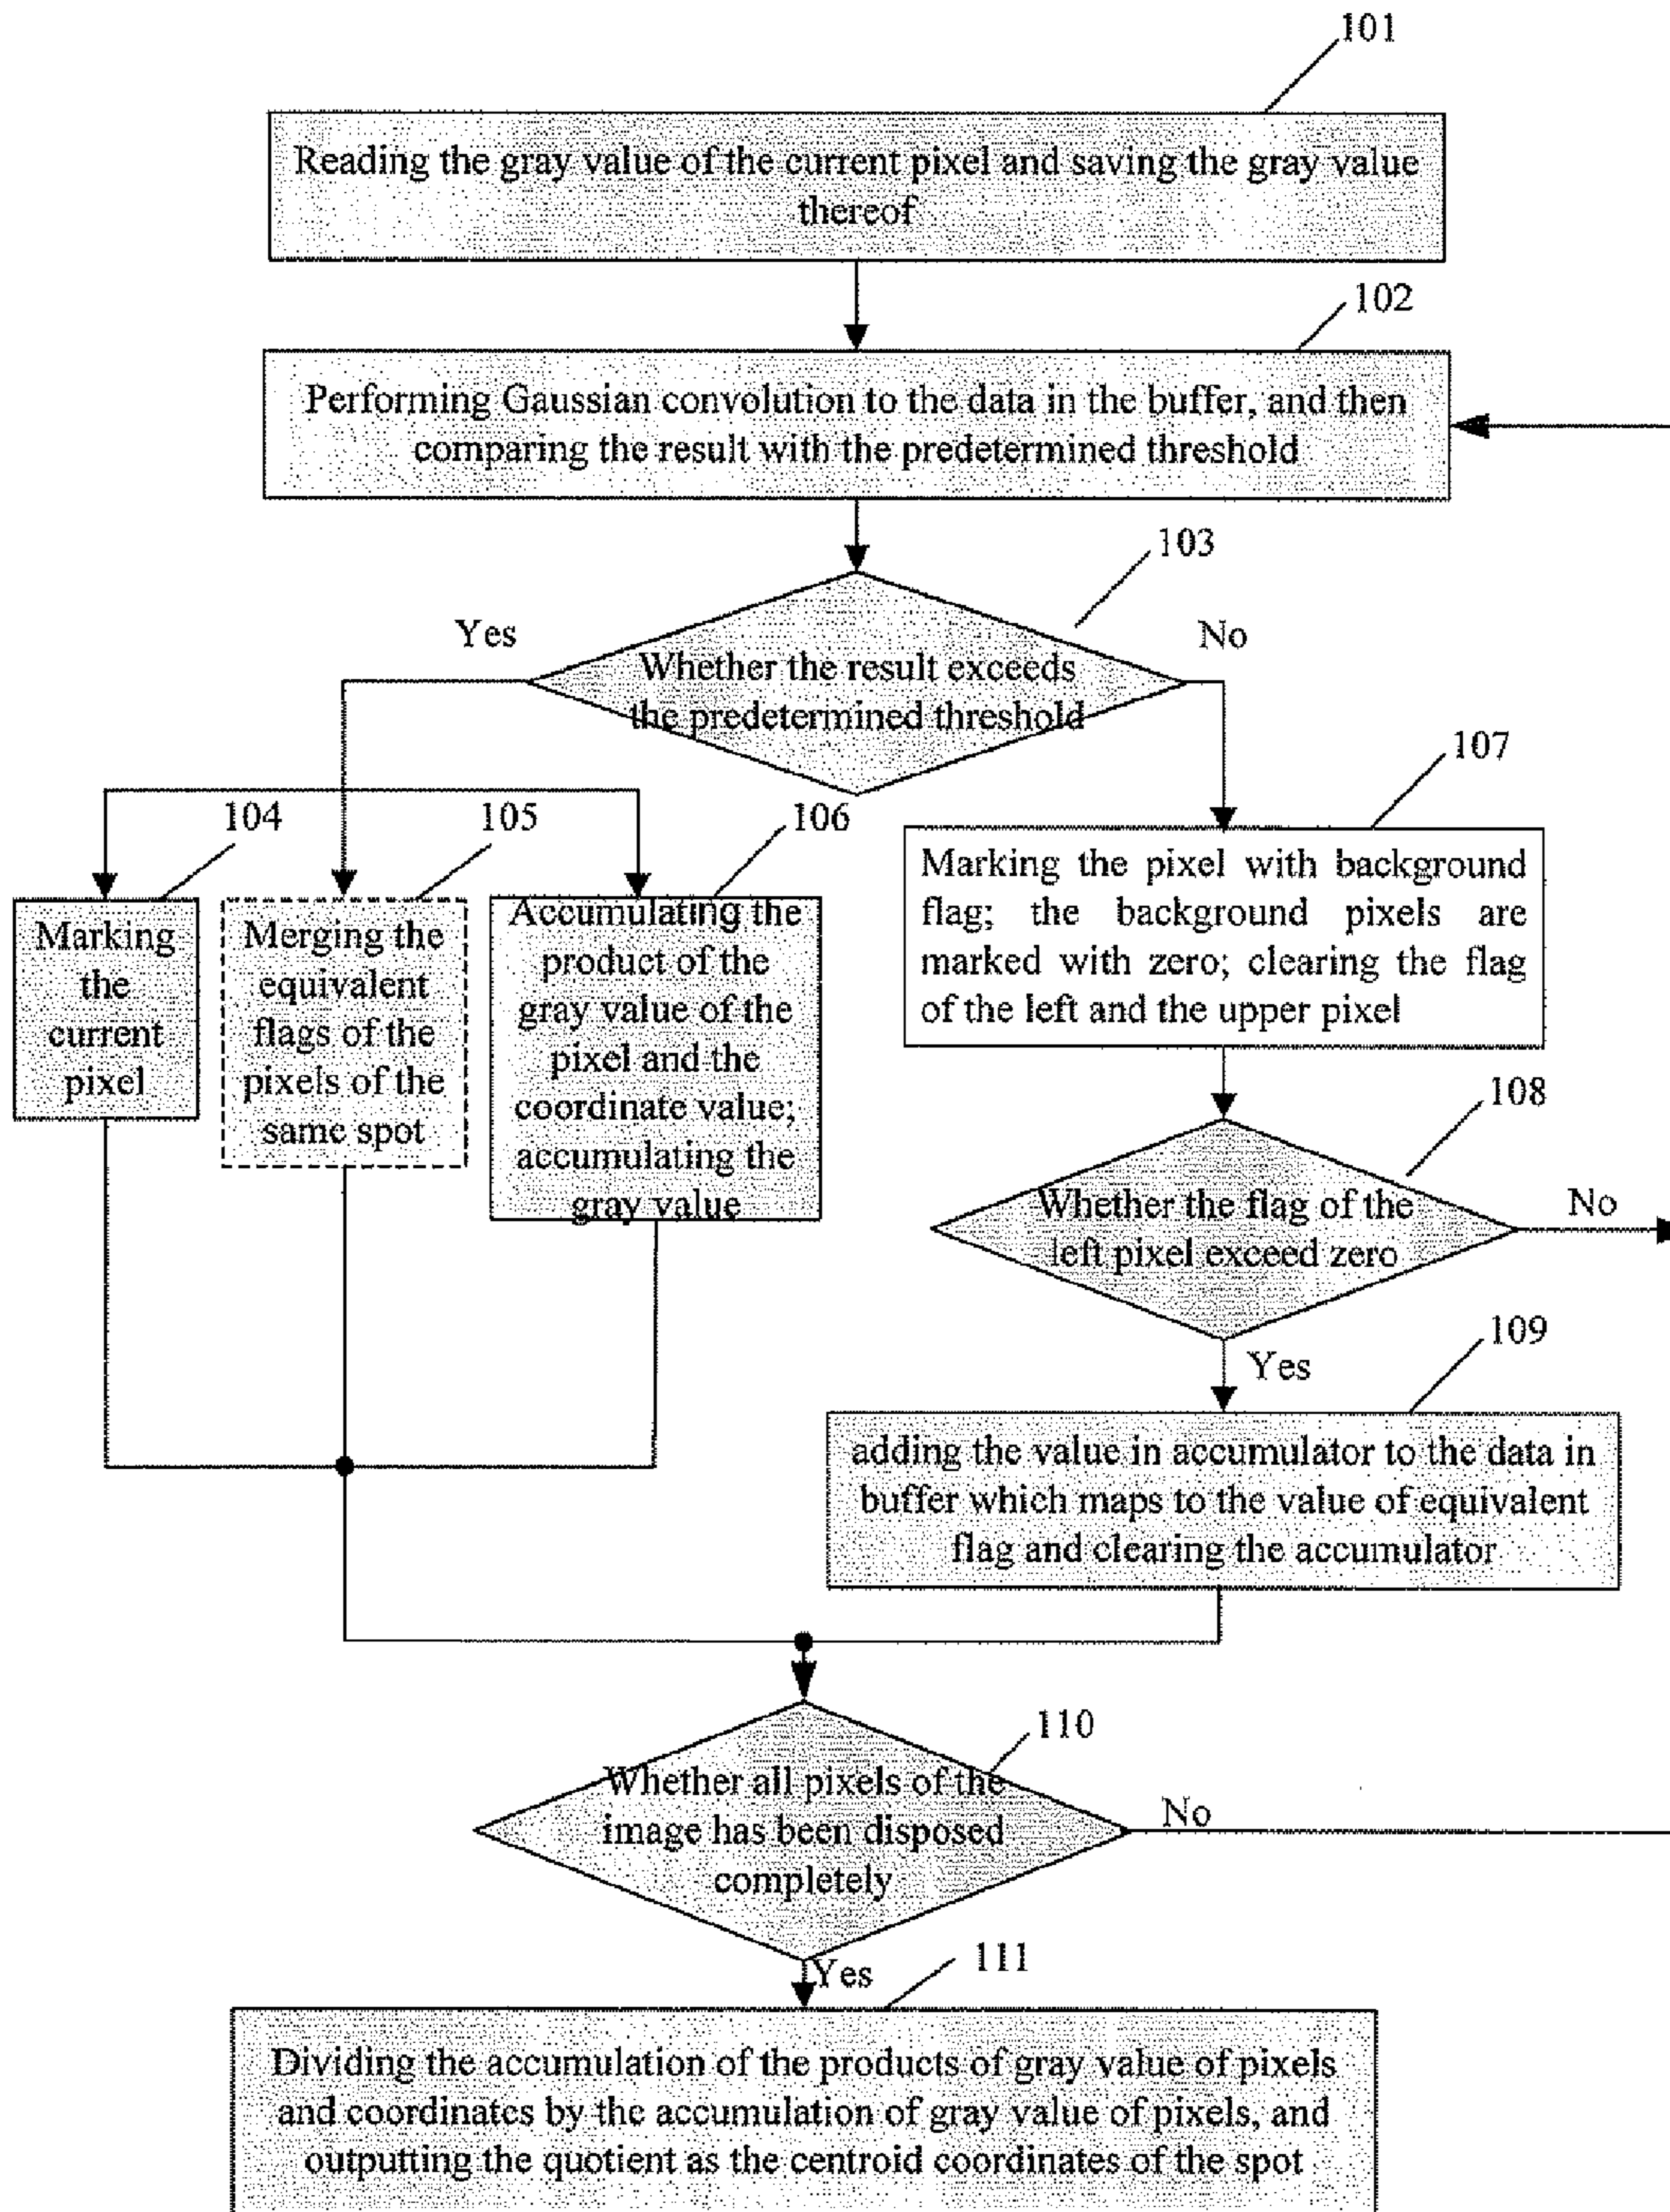 101
Reading the gray value of the current pixel and saving the gray value
thereof
102
Performing Gaussian convolution to the data in the buffer, and then
comparing the result with the predetermined threshold
103
Yes
No
Whether the result exceeds
the predetermined threshold
104
105
106
107
Marking
the
current
pixel
Merging the
equivalent
flags of the
pixels of the
same spot
Accumulating the
product of the
gray value of the
pixel and the
coordinate value;
accumulating the
gray value
Marking the pixel with background
flag; the background pixels are
marked with zero; clearing the flag
of the left and the upper pixel
108
Whether the flag of the
left pixel exceed zero
No
109
Yes
adding the value in accumulator to the data in
buffer which maps to the value of equivalent
flag and clearing the accumulator
110
Whether all pixels of the
image has been disposed
completely
No
Yes
111
Dividing the accumulation of the products of gray value of pixels
and coordinates by the accumulation of gray value of pixels, and
outputting the quotient as the centroid coordinates of the spot